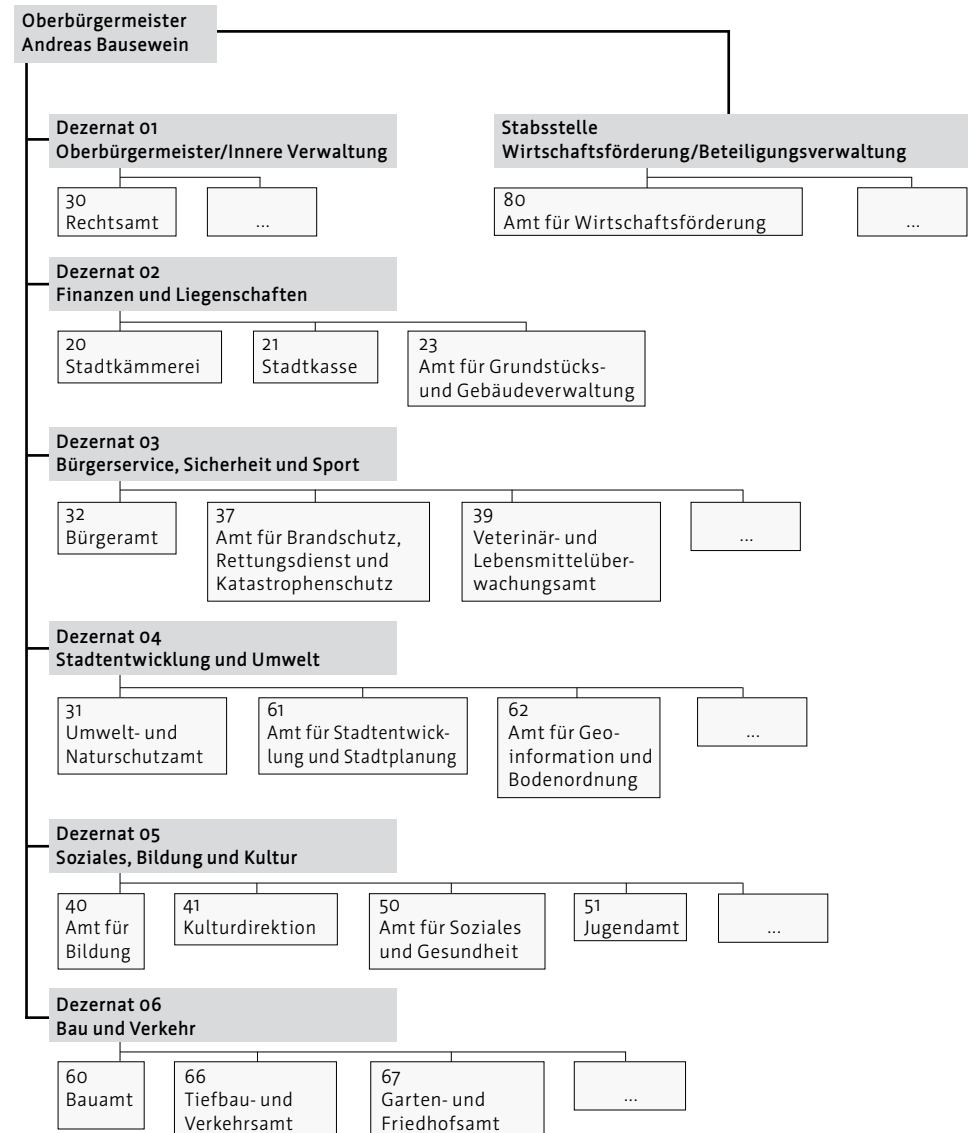 Oberbürgermeister
Andreas Bausewein
Dezernat 01
Oberbürgermeister/Innere Verwaltung
Stabsstelle
Wirtschaftsförderung/Beteiligungsverwaltung
30
Rechtsamt
...
80
Amt für Wirtschaftsförderung
...
Dezernat 02
Finanzen und Liegenschaften
20
Stadtkämmerei
21
Stadtkasse
23
Amt für Grundstücks-
und Gebäudeverwaltung
Dezernat 03
Bürgerservice, Sicherheit und Sport
32
Bürgeramt
37
Amt für Brandschutz,
Rettungsdienst und
Katastrophenschutz
39
Veterinär- und
Lebensmittelüber-
wachungsamt
...
Dezernat 04
Stadtentwicklung und Umwelt
31
Umwelt- und
Naturschutzamt
61
Amt für Stadtentwick-
lung und Stadtplanung
62
Amt für Geo-
information und
Bodenordnung
...
Dezernat 05
Soziales, Bildung und Kultur
40
Amt für
Bildung
41
Kulturdirektion
50
Amt für Soziales
und Gesundheit
51
Jugendamt
...
Dezernat 06
Bau und Verkehr
60
Bauamt
66
Tiefbau- und
Verkehrsamt
67
Garten- und
Friedhofsamt
...